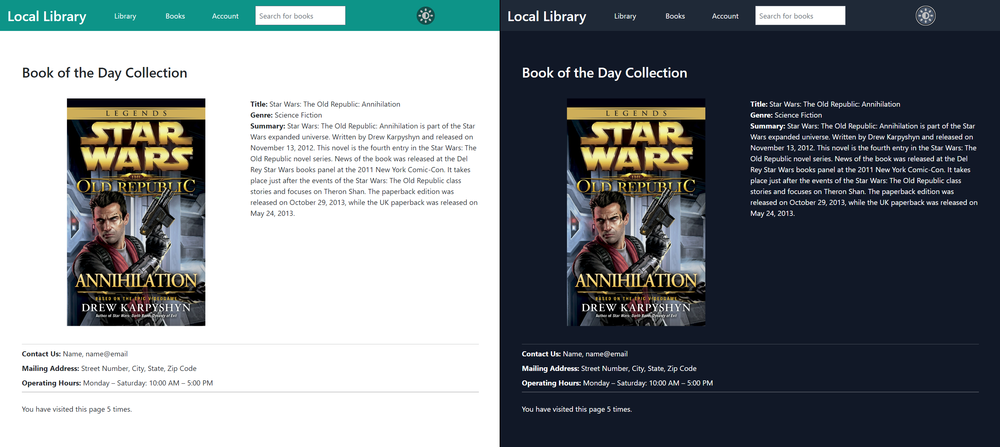 Local Library
Library
Books
Account
Search for books
Book of the Day Collection
LEGENDS
STAR
WARS®
THE
OLD REPUBLIC™
ANNIHILATION
BASED ON THE EPIC VIDEOGAME
DREW KARPYSHYN
Author of Star Wars: Darth Bane: Dynasty of Evil
Title: Star Wars: The Old Republic: Annihilation
Genre: Science Fiction
Summary: Star Wars: The Old Republic: Annihilation is part of the Star
Wars expanded universe. Written by Drew Karpyshyn and released on
November 13, 2012. This novel is the fourth entry in the Star Wars: The
Old Republic novel series. News of the book was released at the Del
Rey Star Wars books panel at the 2011 New York Comic-Con. It takes
place just after the events of the Star Wars: The Old Republic class
stories and focuses on Theron Shan. The paperback edition was
released on October 29, 2013, while the UK paperback was released on
May 24, 2013.
Contact Us: Name, name@email
Mailing Address: Street Number, City, State, Zip Code
Operating Hours: Monday – Saturday: 10:00 AM – 5:00 PM
You have visited this page 5 times.
Local Library
Library
Books
Account
Search for books
Book of the Day Collection
LEGENDS
STAR
WARS®
THE
OLD REPUBLIC™
ANNIHILATION
BASED ON THE EPIC VIDEOGAME
DREW KARPYSHYN
Author of Star Wars: Darth Bane: Dynasty of Evil
Title: Star Wars: The Old Republic: Annihilation
Genre: Science Fiction
Summary: Star Wars: The Old Republic: Annihilation is part of the Star
Wars expanded universe. Written by Drew Karpyshyn and released on
November 13, 2012. This novel is the fourth entry in the Star Wars: The
Old Republic novel series. News of the book was released at the Del
Rey Star Wars books panel at the 2011 New York Comic-Con. It takes
place just after the events of the Star Wars: The Old Republic class
stories and focuses on Theron Shan. The paperback edition was
released on October 29, 2013, while the UK paperback was released on
May 24, 2013.
Contact Us: Name, name@email
Mailing Address: Street Number, City, State, Zip Code
Operating Hours: Monday – Saturday: 10:00 AM – 5:00 PM
You have visited this page 5 times.